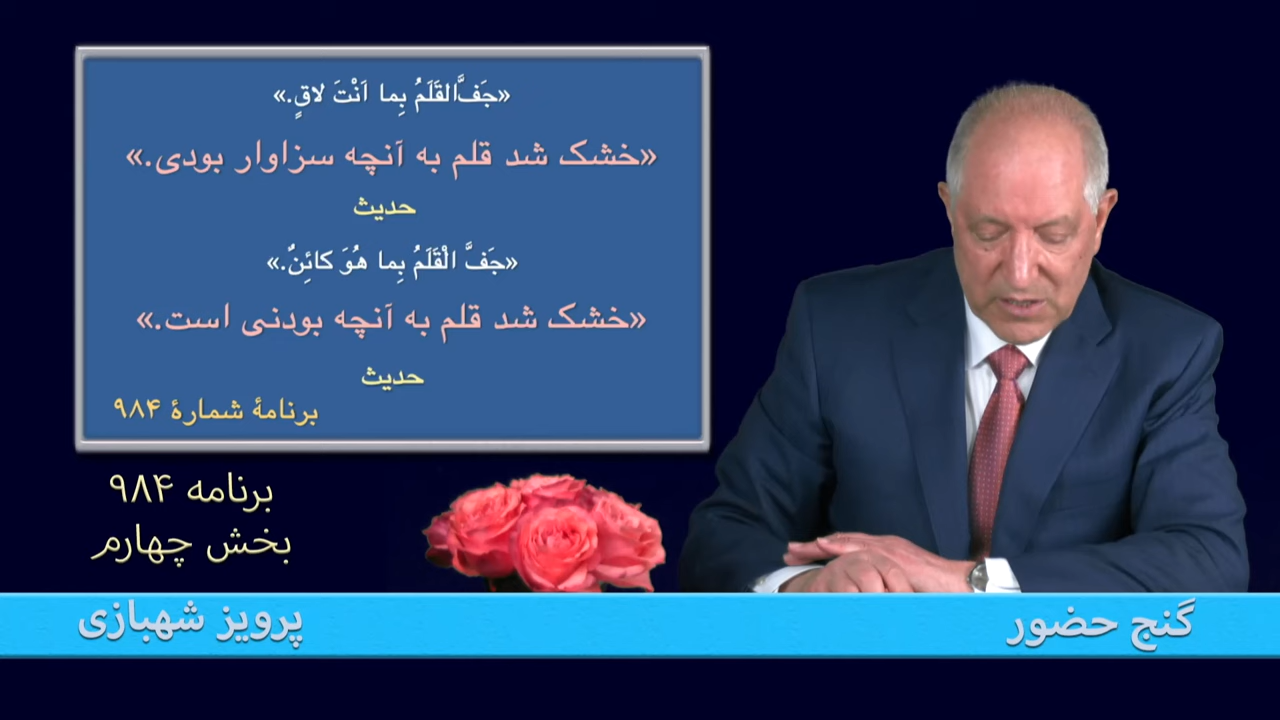 «جَفَّ‌الْقَلَمُ بِما اَنْتَ لاقٍ.»
«خشک شد قلم به آنچه سزاوار بودی.»
حدیث
«جَفَّ الْقَلَمُ بِما هُوَ کائِنٌ.»
«خشک شد قلم به آنچه بودنی است.»
حدیث
برنامهٔ شمارهٔ ۹۸۴
برنامه ۹۸۴
بخش چهارم
گنج حضور
پرویز شهبازی